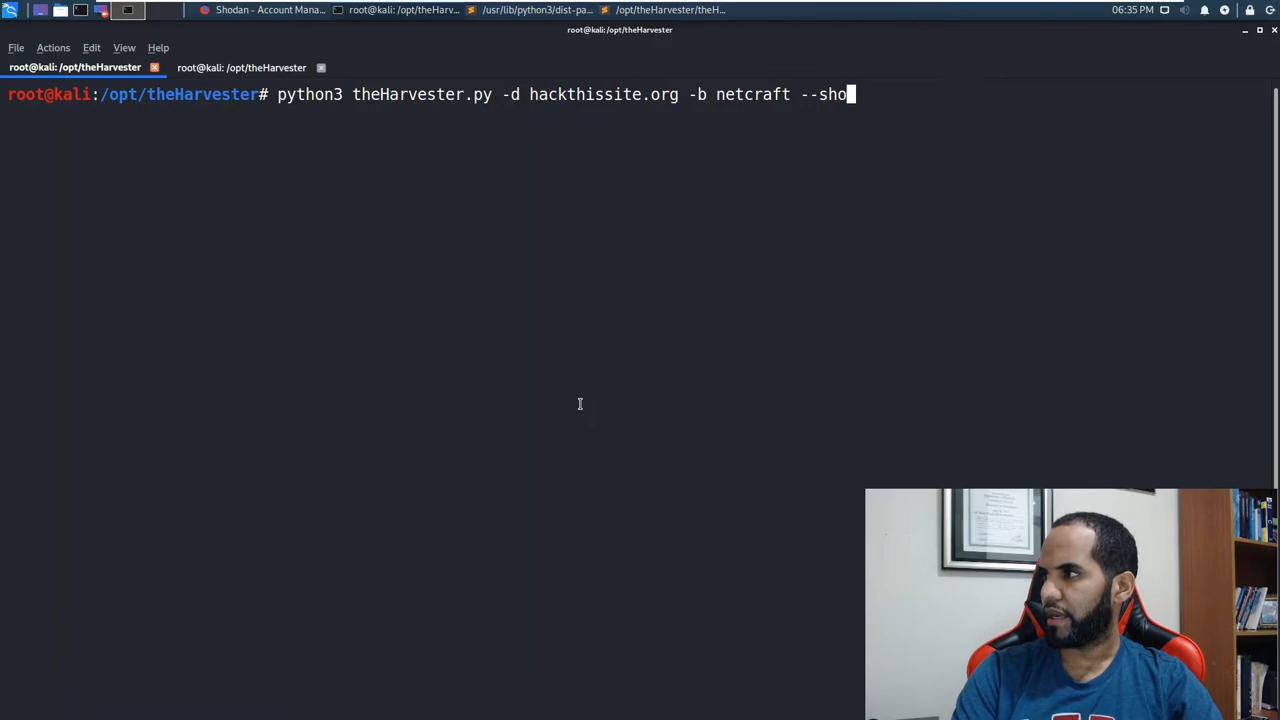 Shodan - Account Mana... root@kali: /opt/theHarv... /usr/lib/python3/dist-pa... /opt/theHarvester/theH... 06:35 PM
root@kali:/opt/theHarvester
File Actions Edit View Help
root@kali: /opt/theHarvester root@kali: /opt/theHarvester
root@kali:/opt/theHarvester# python3 theHarvester.py -d hackthissite.org -b netcraft --sho